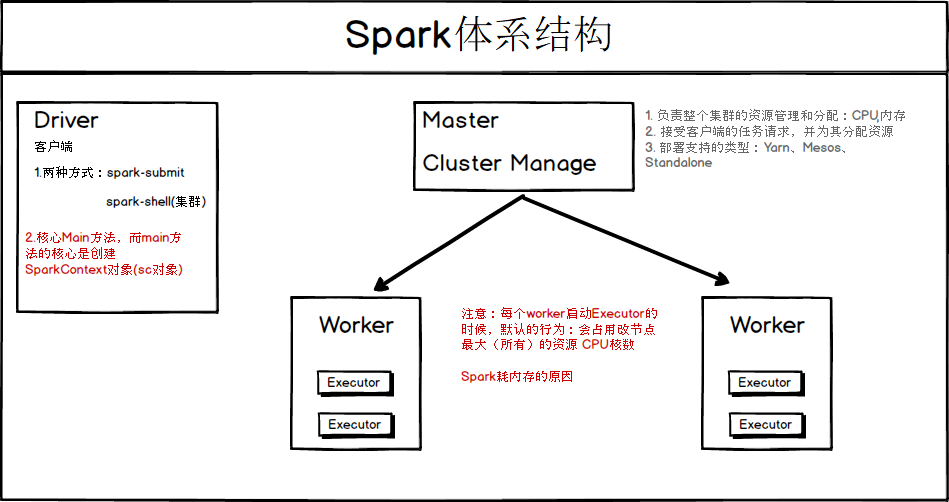 Spark体系结构
Driver
客户端
1.两种方式：spark-submit
spark-shell(集群)
2.核心Main方法，而main方
法的核心是创建
SparkContext对象(sc对象)
Master
Cluster Manage
1. 负责整个集群的资源管理和分配：CPU,内存
2. 接受客户端的任务请求，并为其分配资源
3. 部署支持的类型：Yarn、Mesos、
Standalone
Worker
Executor
Executor
注意：每个worker启动Executor的
时候，默认的行为：会占用改节点
最大（所有）的资源 CPU核数
Spark耗内存的原因
Worker
Executor
Executor